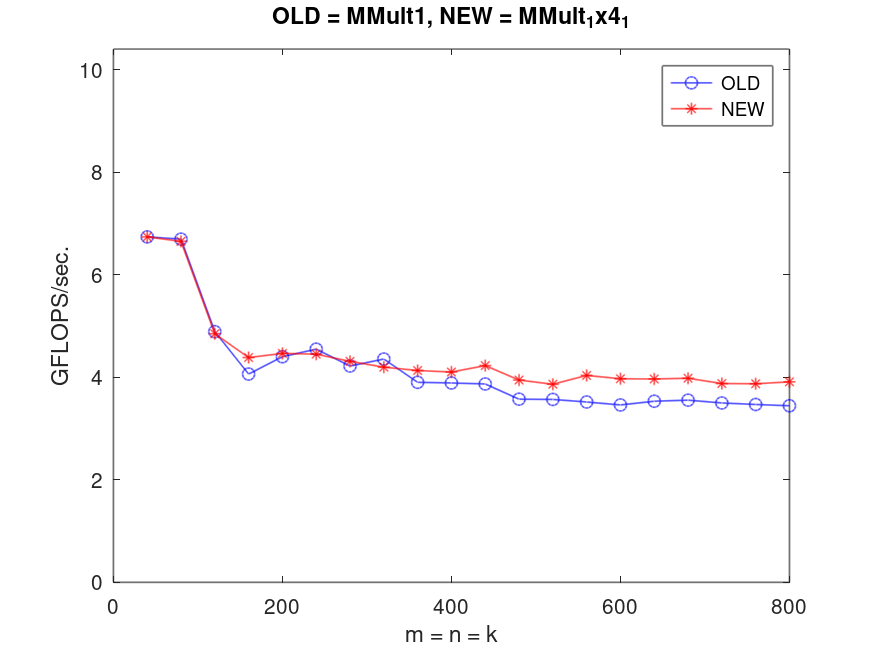 OLD = MMult1, NEW = MMult₁x4₁
10
8
6
4
2
0
GFLOPS/sec.
OLD
NEW
0 200 400 600 800
m = n = k